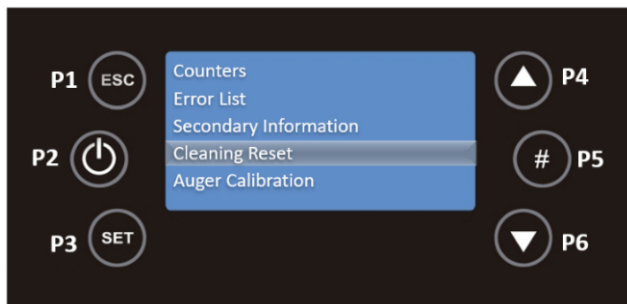 P1 ESC
P2
P3 SET
Counters
Error List
Secondary Information
Cleaning Reset
Auger Calibration
P4
# P5
P6